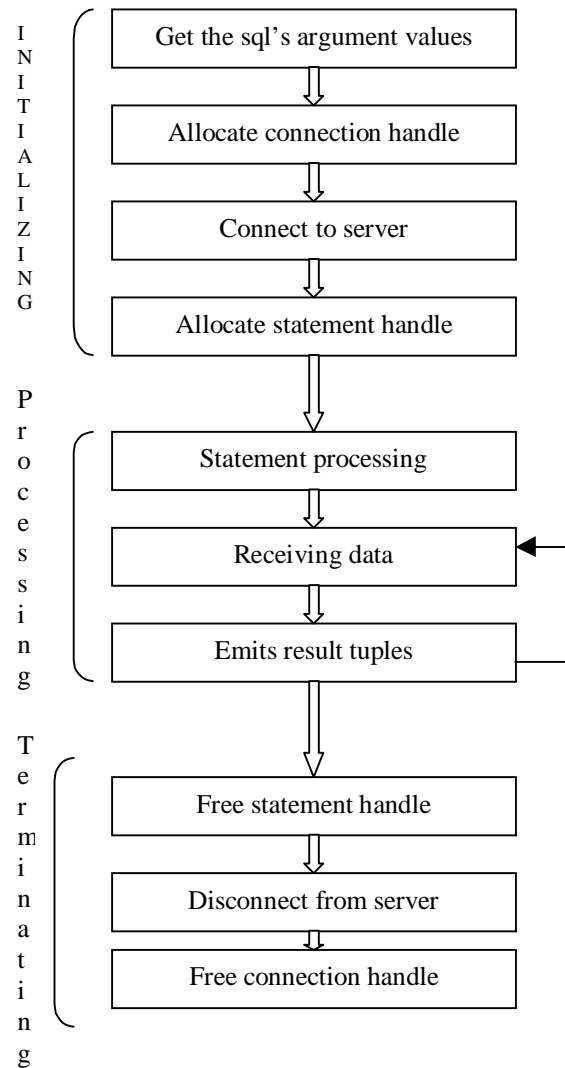 INITIALIZING
Get the sql’s argument values
Allocate connection handle
Connect to server
Allocate statement handle
Processing
Statement processing
Receiving data
Emits result tuples
Terminating
Free statement handle
Disconnect from server
Free connection handle